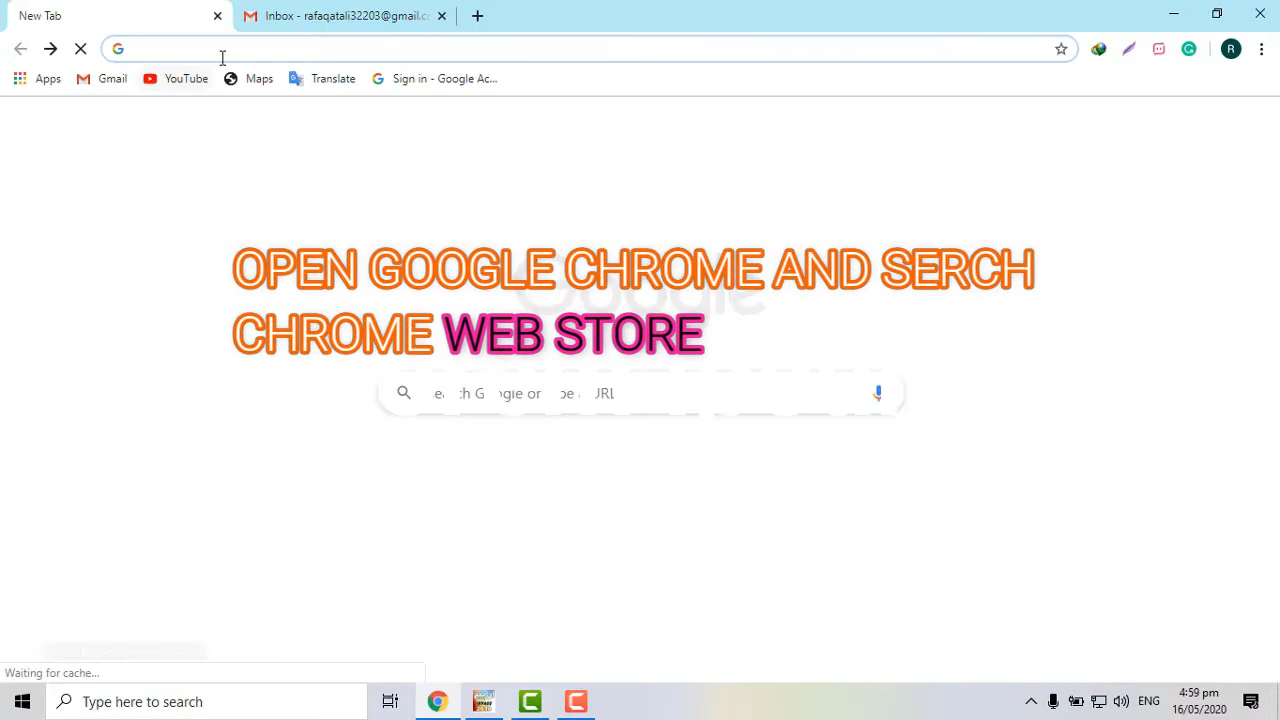 New Tab
Inbox - rafaqatali32203@gmail.c
Apps
Gmail
YouTube
Maps
Translate
Sign in - Google Ac...
R
OPEN GOOGLE CHROME AND SERCH
CHROME WEB STORE
Google
Waiting for cache...
Type here to search
ENG
4:59 pm
16/05/2020